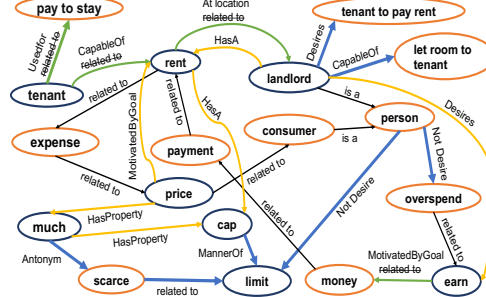 pay to stay
At location
related to
tenant to pay rent
Usedfor
related to
CapableOf
related to
rent
HasA
Desires
CapableOf
let room to
tenant
tenant
landlord
related to
HasA
is a
Desires
MotivatedByGoal
related to
consumer
person
expense
payment
is a
Not Desire
related to
price
related to
Not Desire
overspend
much
HasProperty
cap
related to
HasProperty
related to
Antonym
MannerOf
MotivatedByGoal
related to
scarce
related to
limit
money
earn